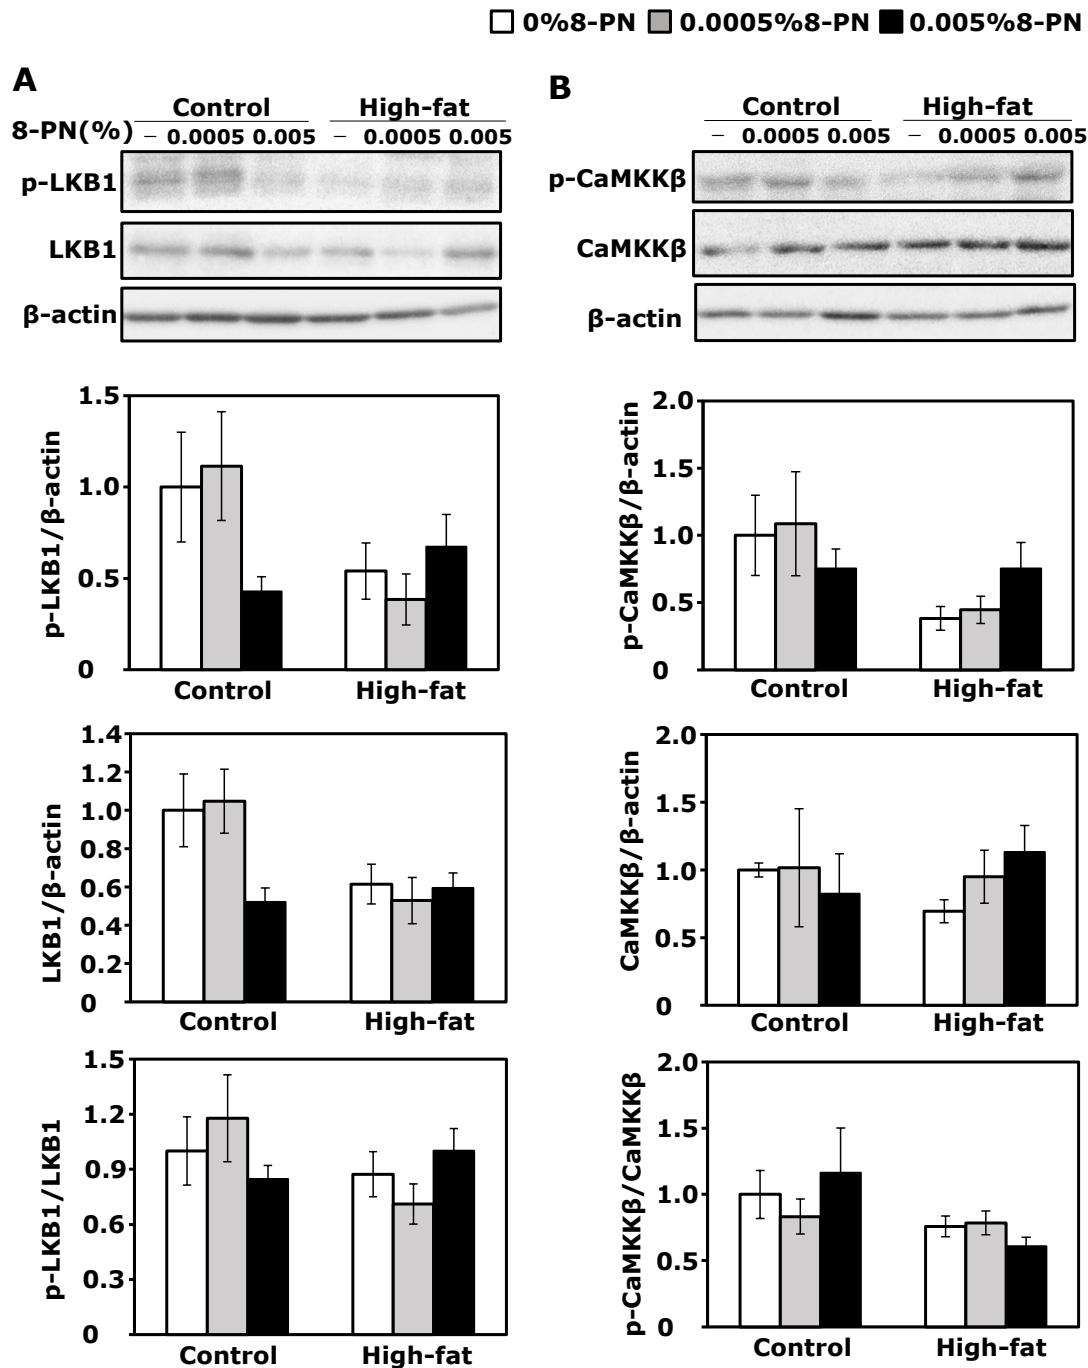 0%8-PN 0.0005%8-PN 0.005%8-PN
A
Control High-fat
8-PN(%) – 0.0005 0.005 – 0.0005 0.005
p-LKB1
LKB1
β-actin
p-LKB1/β-actin
1.5
1.0
0.5
0
Control High-fat
LKB1/β-actin
1.4
1.2
1.0
0.8
0.6
0.4
0.2
0
Control High-fat
p-LKB1/LKB1
1.5
1.2
0.9
0.6
0.3
0
Control High-fat
B
Control High-fat
– 0.0005 0.005 – 0.0005 0.005
p-CaMKKβ
CaMKKβ
β-actin
p-CaMKKβ/β-actin
2.0
1.5
1.0
0.5
0
Control High-fat
CaMKKβ/β-actin
2.0
1.5
1.0
0.5
0
Control High-fat
p-CaMKKβ/CaMKKβ
2.0
1.5
1.0
0.5
0
Control High-fat